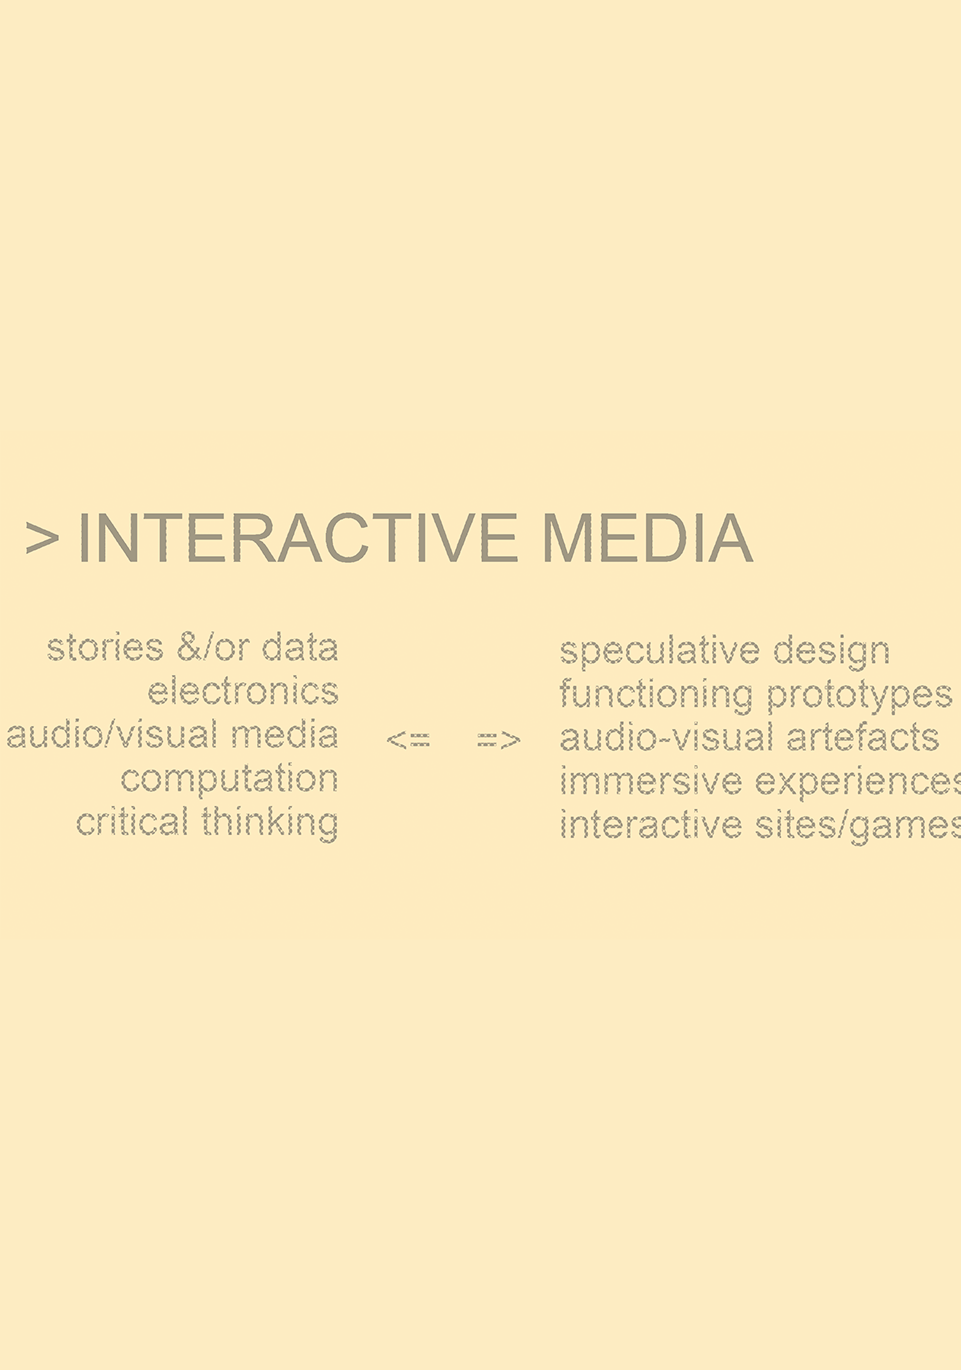 > INTERACTIVE MEDIA
stories &/or data
electronics
audio/visual media
computation
critical thinking
<= =>
speculative design
functioning prototypes
audio-visual artefacts
immersive experiences
interactive sites/games